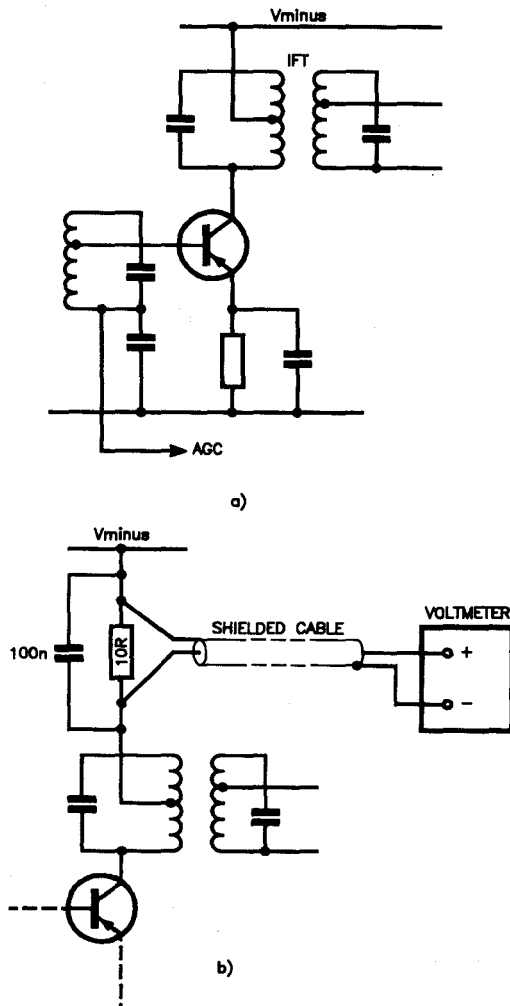 Vminus
IFT
AGC
a)
Vminus
SHIELDED CABLE
VOLTMETER
100n
10R
+
-
b)